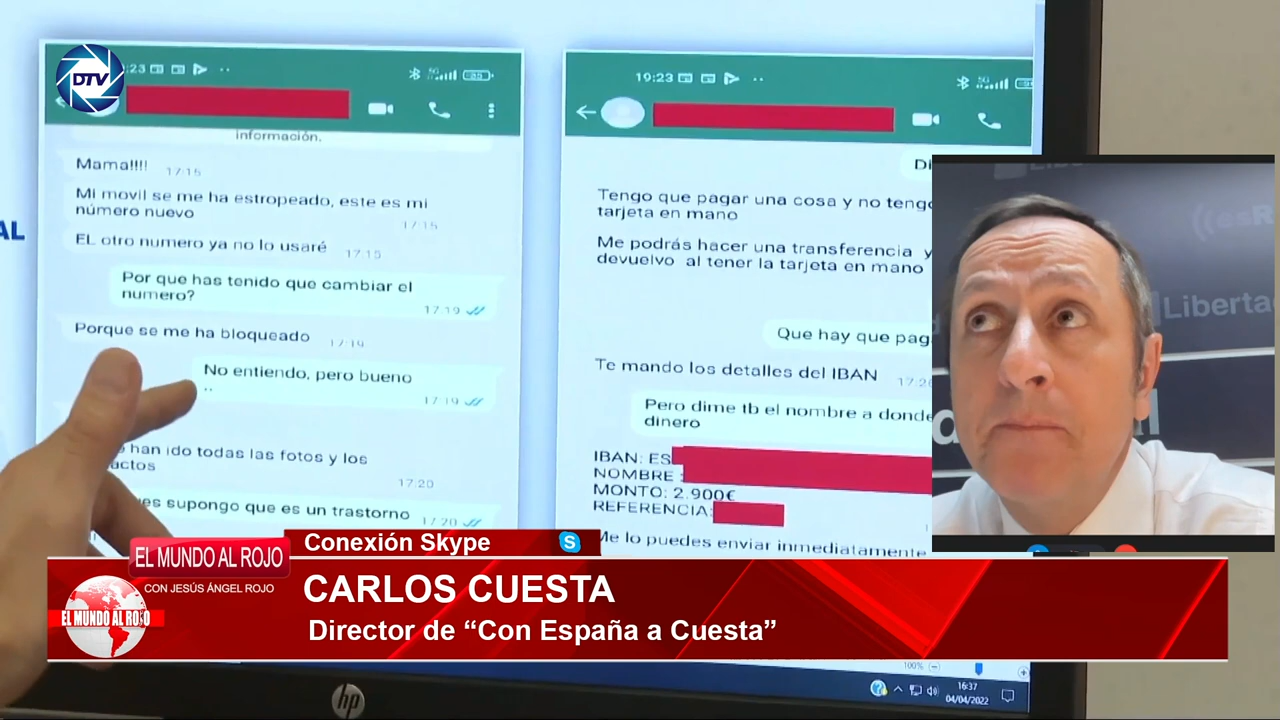 DTV
:23
información.
Mama!!!!
17:15
Mi movil se me ha estropeado, este es mi
número nuevo
17:15
EL otro numero ya no lo usaré
17:15
Por que has tenido que cambiar el
numero?
17:19
Porque se me ha bloqueado
17:19
No entiendo, pero bueno
..
17:19
han ido todas las fotos y los
17:20
supongo que es un trastorno
17:20
AL
19:23
Tengo que pagar una cosa y no tengo
tarjeta en mano
Me podrás hacer una transferencia y
devuelvo al tener la tarjeta en mano
Que hay que
Te mando los detalles del IBAN
Pero dime tb el nombre a donde
dinero
IBAN: ES
NOMBRE :
MONTO: 2.900€
REFERENCIA:
Me lo puedes enviar inmediatamente
Libertad
Conexión Skype
EL MUNDO AL ROJO
CON JESÚS ÁNGEL ROJO
EL MUNDO AL ROJO
CARLOS CUESTA
Director de “Con España a Cuesta”
100%
16:37
04/04/2022
hp